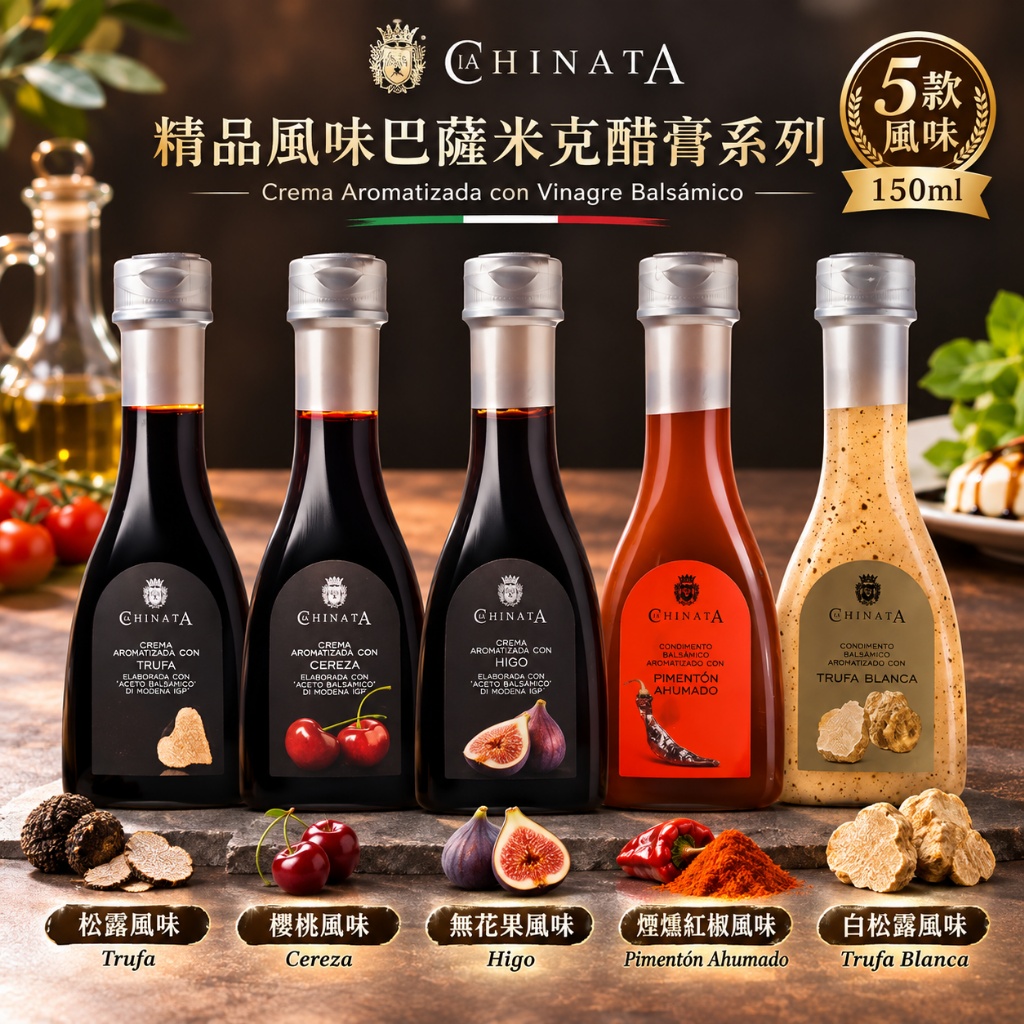 LA CHINATA
精品風味巴薩米克醋膏系列
Crema Aromatizada con Vinagre Balsámico
5款
風味
150ml
LA CHINATA
CREMA
AROMATIZADA CON
TRUFA
ELABORADA CON
"ACETO BALSAMICO"
DI MODENA IGP"
LA CHINATA
CREMA
AROMATIZADA CON
CEREZA
ELABORADA CON
"ACETO BALSAMICO"
DI MODENA IGP"
LA CHINATA
CREMA
AROMATIZADA CON
HIGO
ELABORADA CON
"ACETO BALSAMICO"
DI MODENA IGP"
LA CHINATA
CONDIMENTO
BALSÁMICO
AROMATIZADO CON
PIMENTÓN
AHUMADO
LA CHINATA
CONDIMENTO
BALSÁMICO
AROMATIZADO CON
TRUFA BLANCA
松露風味
Trufa
櫻桃風味
Cereza
無花果風味
Higo
煙燻紅椒風味
Pimentón Ahumado
白松露風味
Trufa Blanca